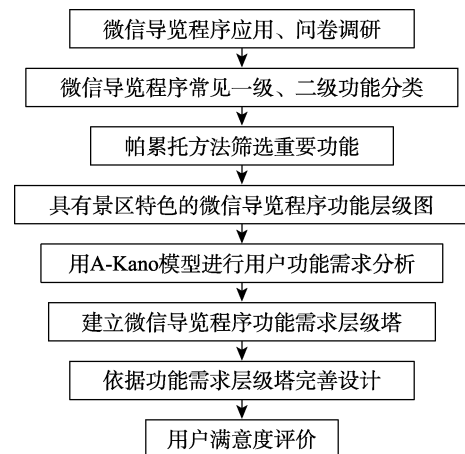 微信导览程序应用、问卷调研
微信导览程序常见一级、二级功能分类
帕累托方法筛选重要功能
具有景区特色的微信导览程序功能层级图
用A-Kano模型进行用户功能需求分析
建立微信导览程序功能需求层级塔
依据功能需求层级塔完善设计
用户满意度评价